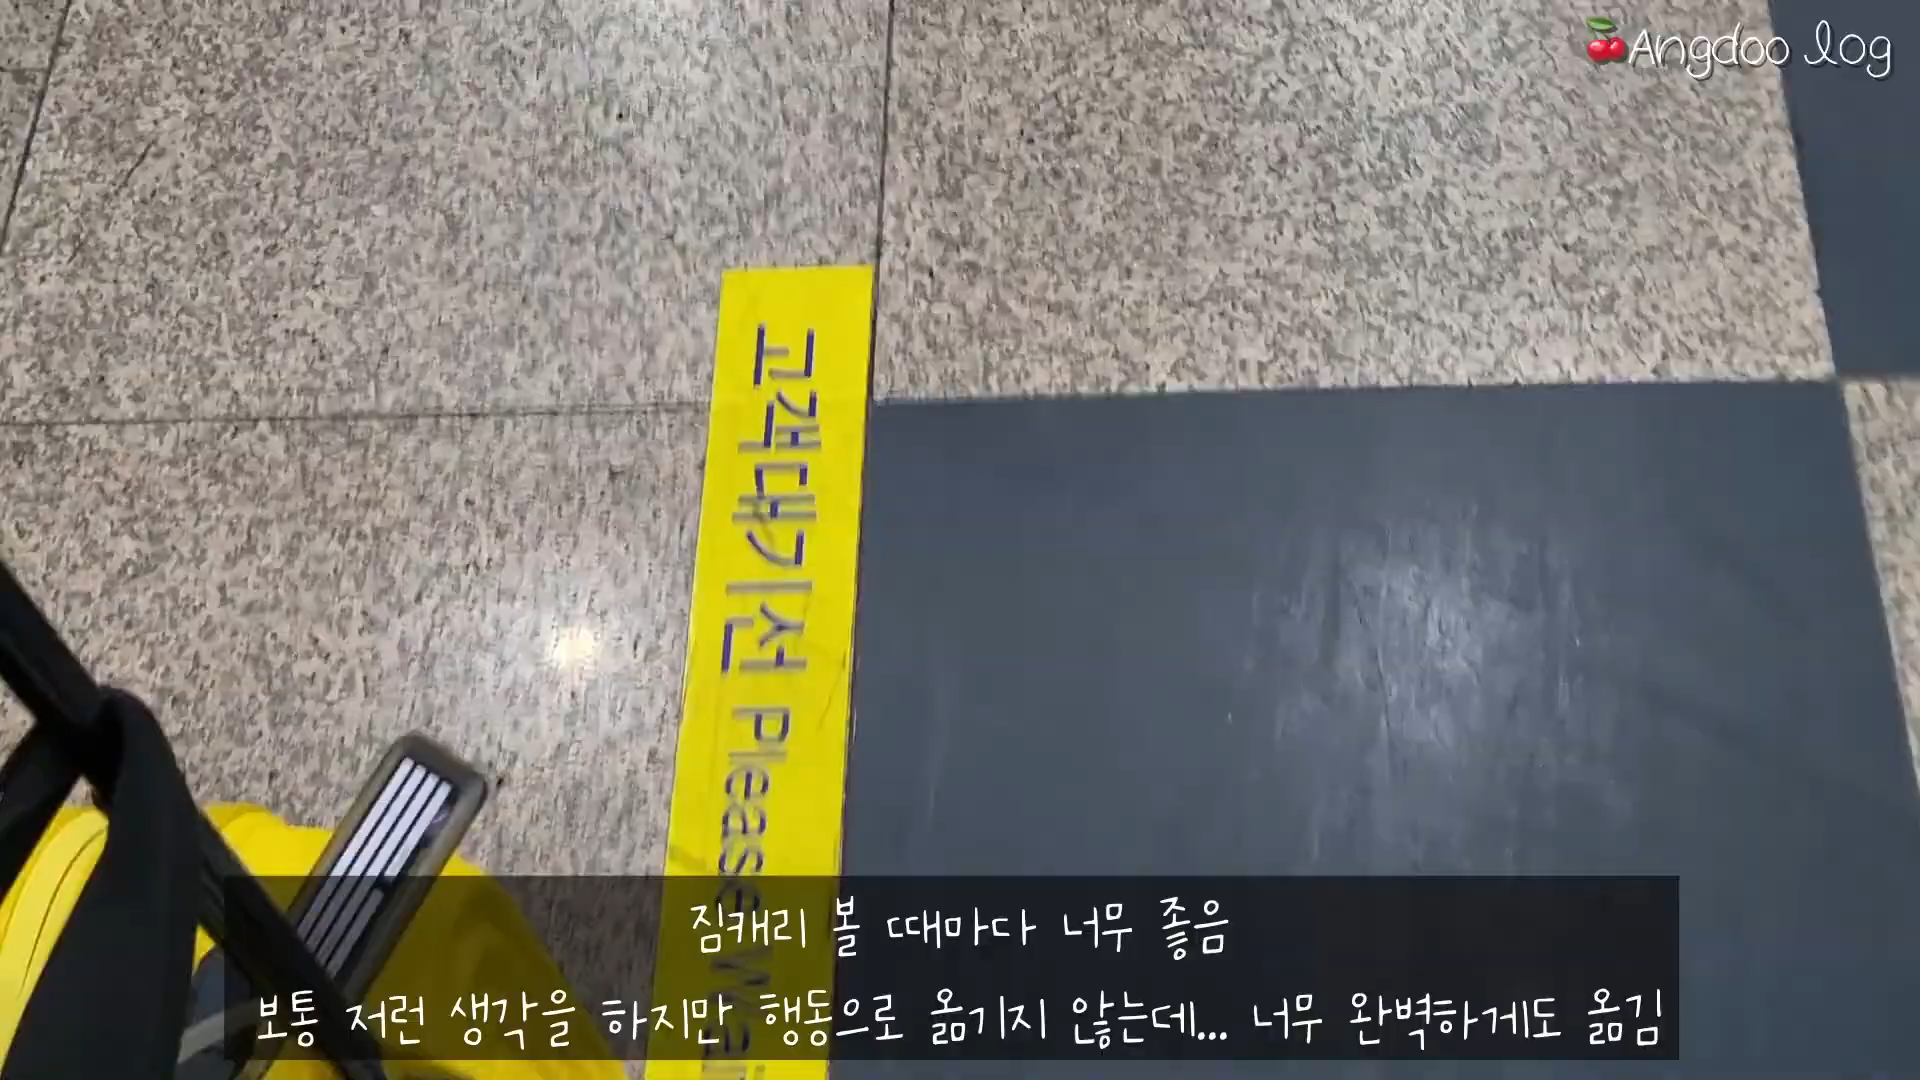 Angdoo log
고객대기선 Please Wait
짐캐리 볼 때마다 너무 좋음
보통 저런 생각을 하지만 행동으로 옮기지 않는데... 너무 완벽하게도 옮김